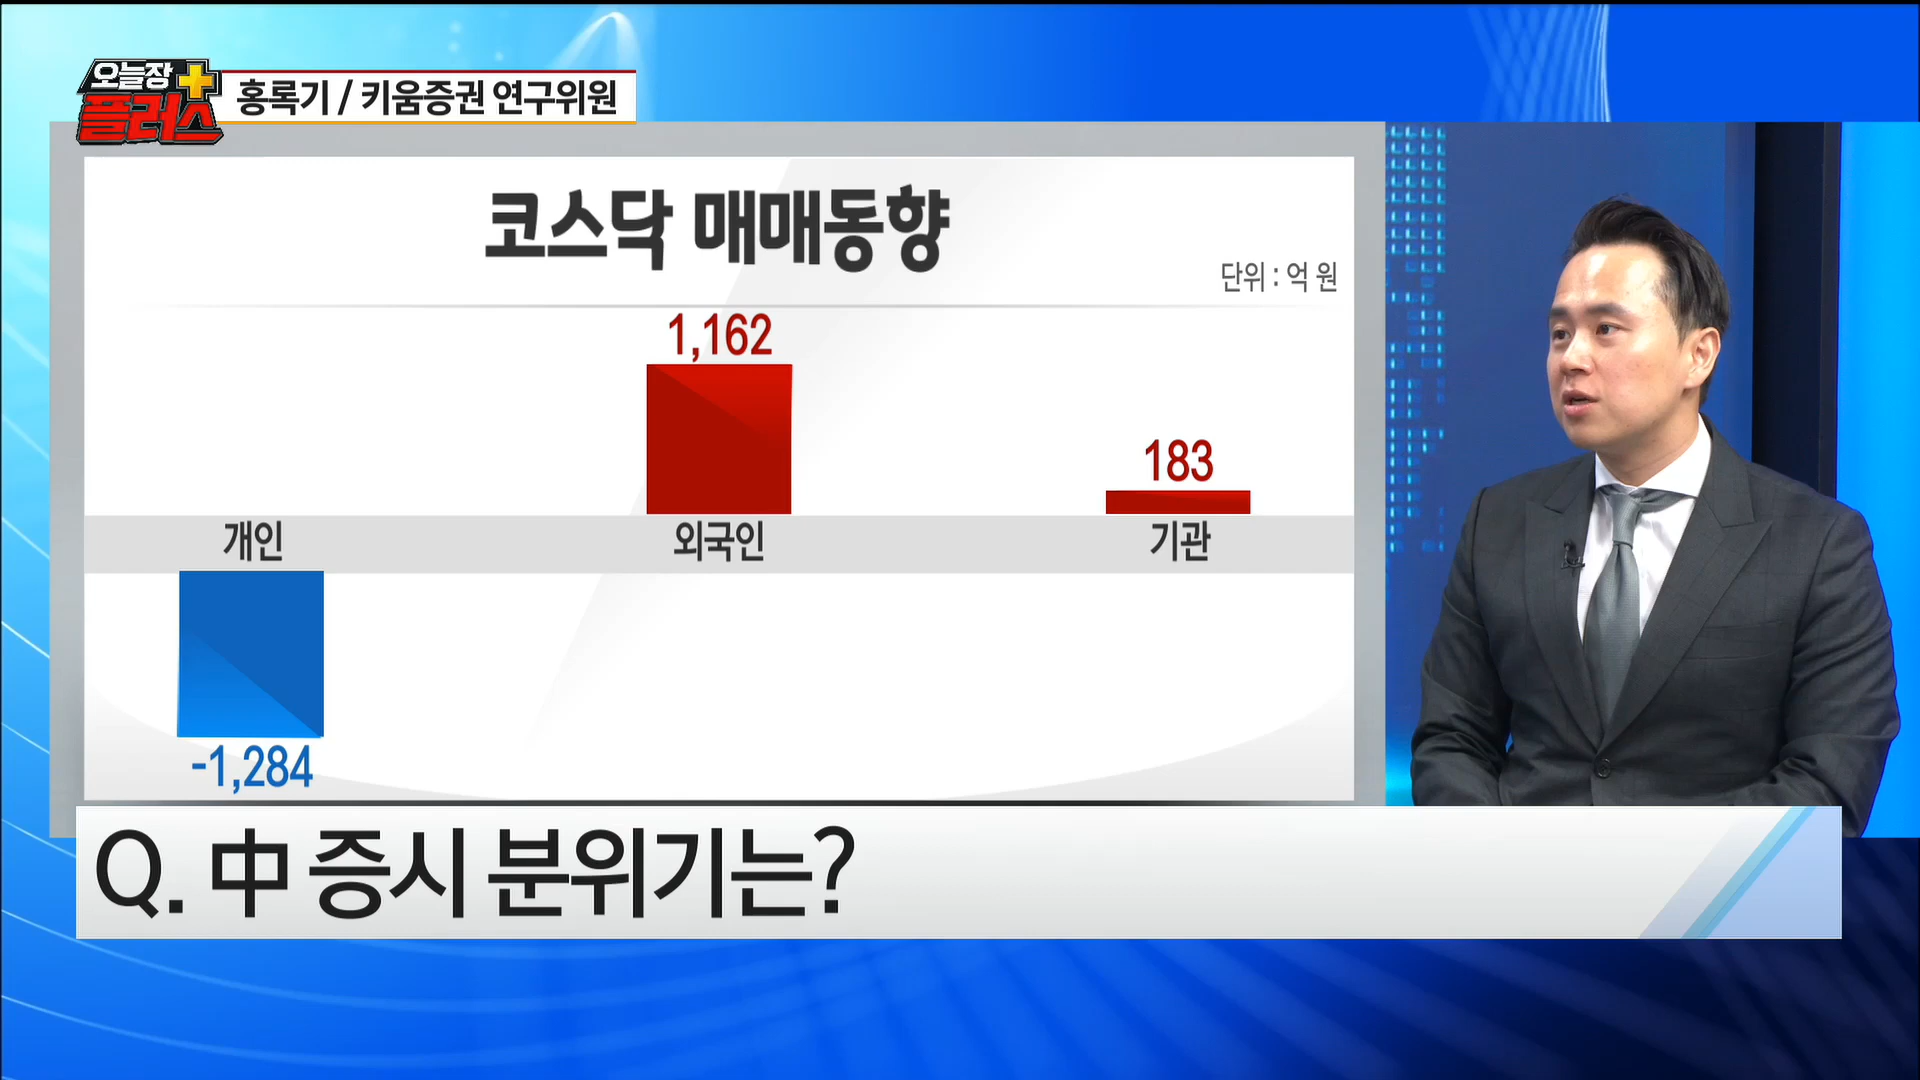 오늘장
플러스
홍록기 / 키움증권 연구위원
코스닥 매매동향
단위 : 억 원
1,162
183
개인
외국인
기관
-1,284
Q. 中 증시 분위기는?